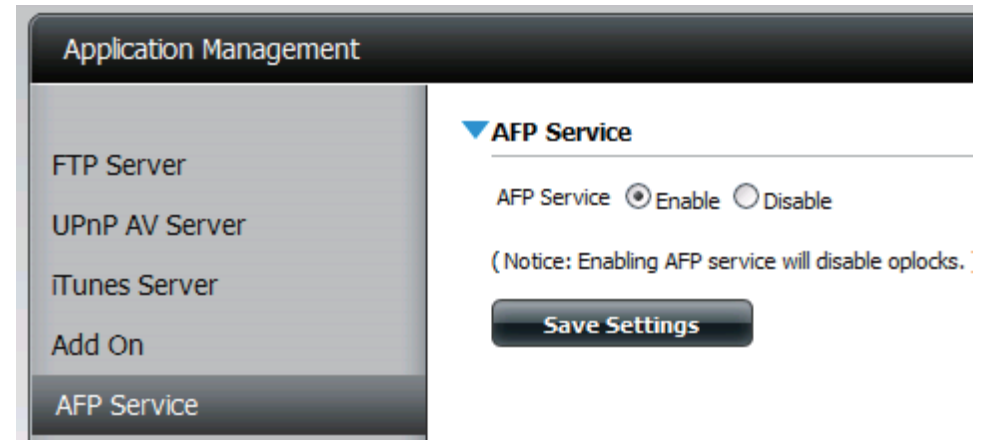 Application Management
FTP Server
UPnP AV Server
iTunes Server
Add On
AFP Service
AFP Service
AFP Service Enable Disable
( Notice: Enabling AFP service will disable oplocks. )
Save Settings